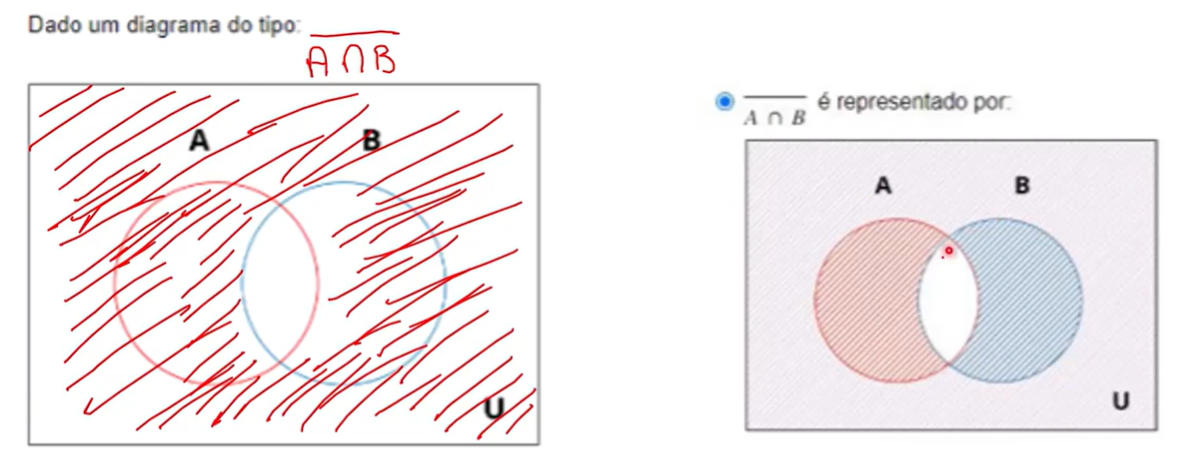 Dado um diagrama do tipo:
A ∩ B
A B
U
A ∩ B é representado por:
A B
U